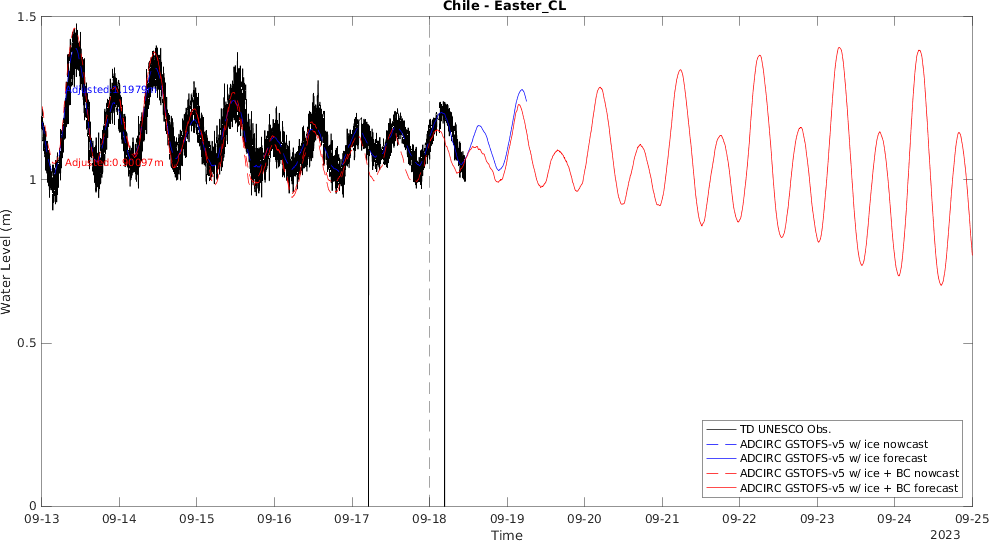 Chile - Easter_CL
Water Level (m)
1.5
1
0.5
0
Adjusted:
Adjusted:
09-13 09-14 09-15 09-16 09-17 09-18 09-19 09-20 09-21 09-22 09-23 09-24 09-25
Time
2023
TD UNESCO Obs.
ADCIRC GSTOFS-v5 w/ ice nowcast
ADCIRC GSTOFS-v5 w/ ice forecast
ADCIRC GSTOFS-v5 w/ ice + BC nowcast
ADCIRC GSTOFS-v5 w/ ice + BC forecast